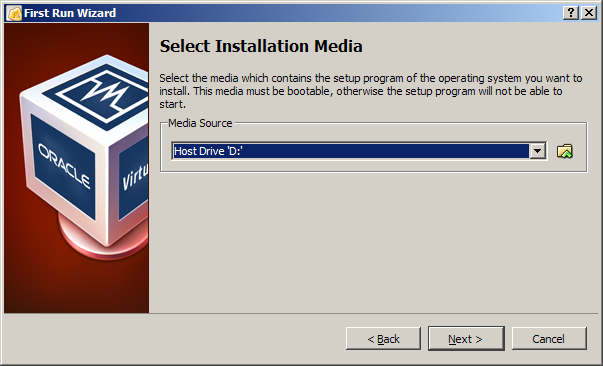 First Run Wizard
Select Installation Media
Select the media which contains the setup program of the operating system you want to
install. This media must be bootable, otherwise the setup program will not be able to
start.
Media Source
Host Drive 'D:'
ORACLE
Virtu
< Back
Next >
Cancel